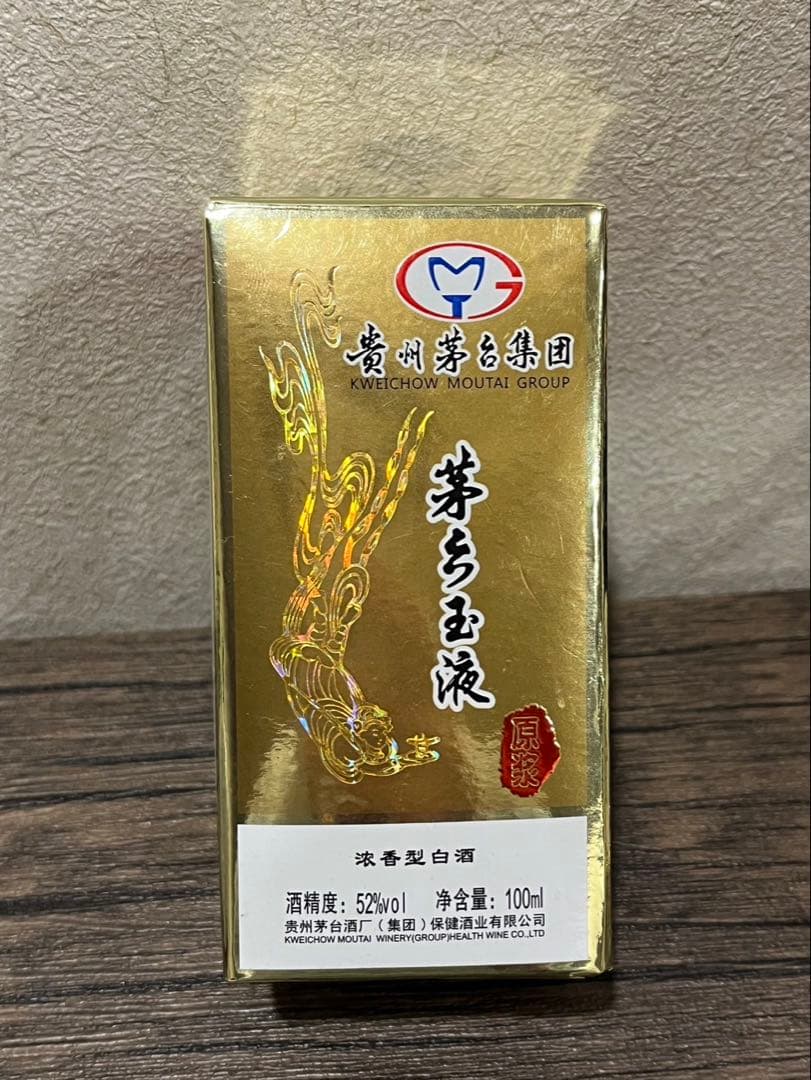 MG
貴州茅台集团
KWEICHOW MOUTAI GROUP
茅台玉液
原浆
浓香型白酒
酒精度：52%vol 净含量：100ml
贵州茅台酒厂（集团）保健酒业有限公司
KWEICHOW MOUTAI WINERY(GROUP)HEALTH WINE CO.,LTD